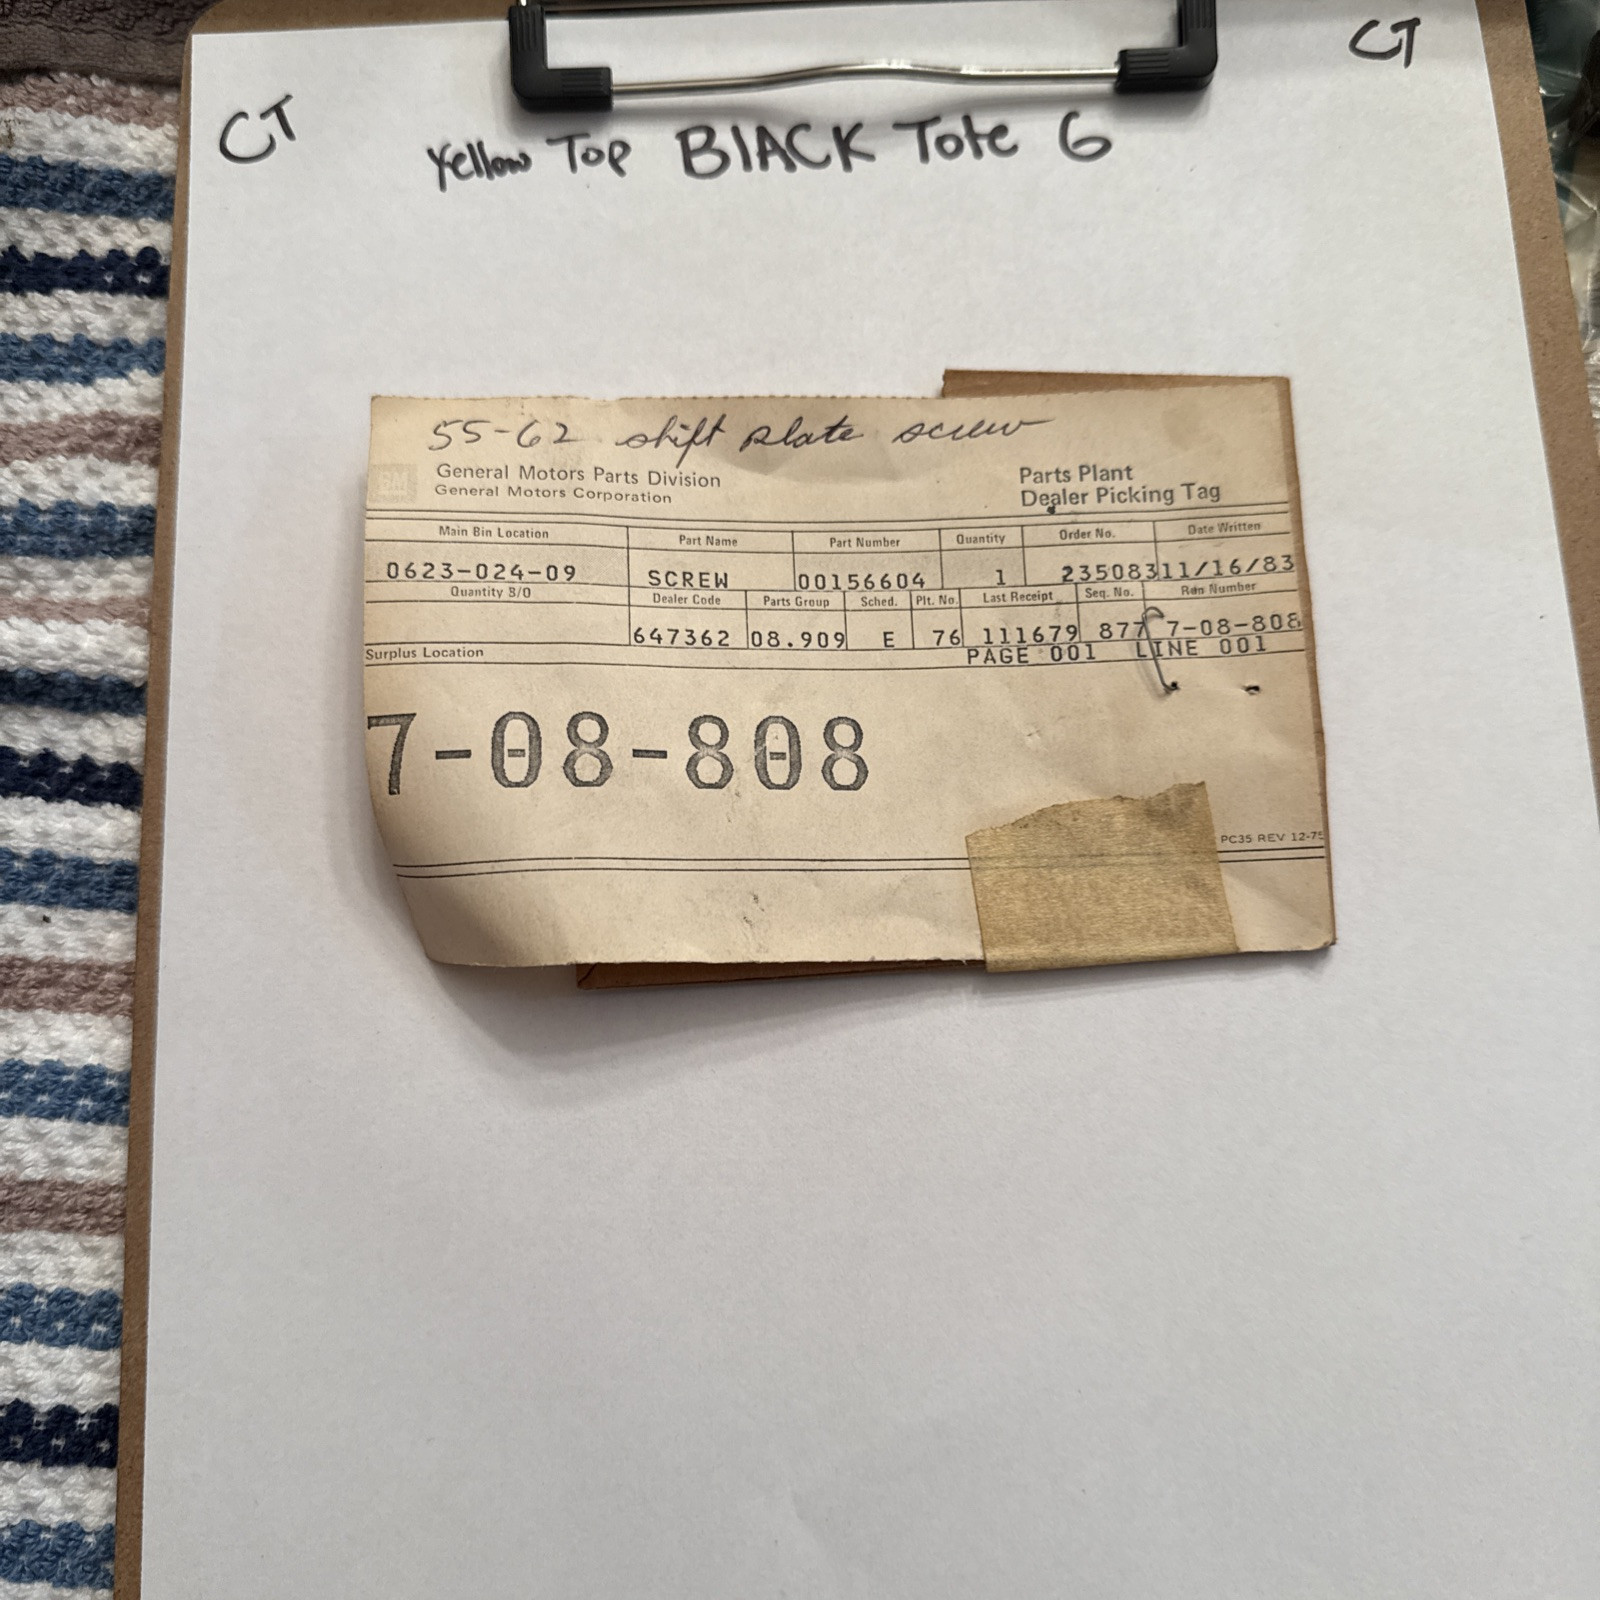 CT
CT
Yellow Top BLACK Tote 6
55-62 shift plate screw
GM
General Motors Parts Division
General Motors Corporation
Parts Plant
Dealer Picking Tag
Main Bin Location Part Name Part Number Quantity Order No. Date Written
0623-024-09 SCREW 00156604 1 235083 11/16/83
Quantity B/O Dealer Code Parts Group Sched. Plt. No. Last Receipt Seq. No. Run Number
647362 08.909 E 76 111679 877 7-08-808
Surplus Location PAGE 001 LINE 001
7-08-808
PC35 REV 12-75